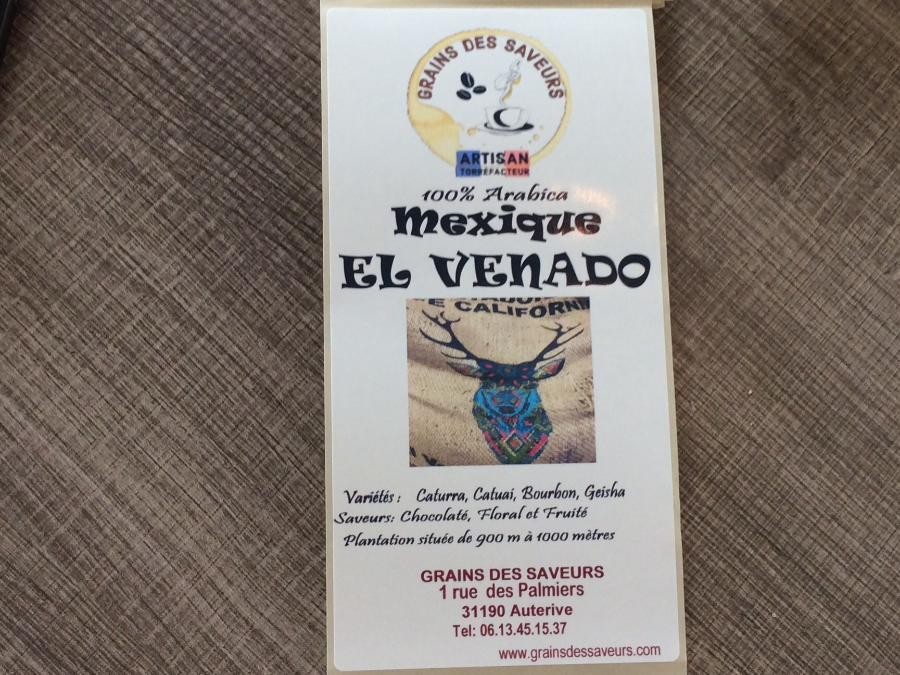 GRAINS DES SAVEURS
ARTISAN
TORRÉFACTEUR
100% Arabica
Mexique
EL VENADO
E CALIFORN
Variétés : Caturra, Catuai, Bourbon, Geisha
Saveurs: Chocolaté, Floral et Fruité
Plantation située de 900 m à 1000 mètres
GRAINS DES SAVEURS
1 rue des Palmiers
31190 Auterive
Tel: 06.13.45.15.37
www.grainsdessaveurs.com